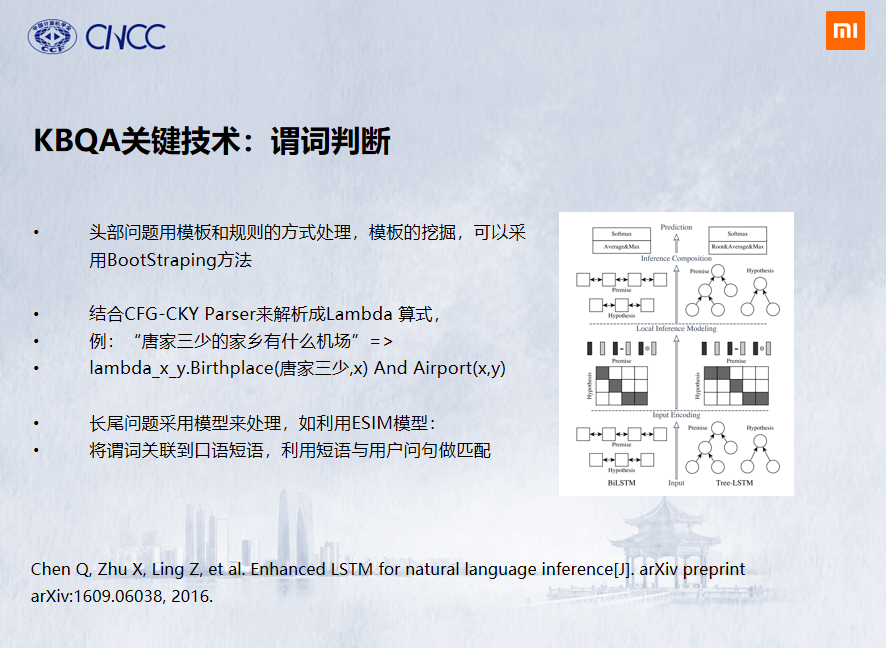 中国计算机学会
CCF
CNCC
mi
KBQA关键技术：谓词判断
• 头部问题用模板和规则的方式处理，模板的挖掘，可以采
用BootStraping方法
• 结合CFG-CKY Parser来解析成Lambda 算式，
• 例：“唐家三少的家乡有什么机场”=>
• lambda_x_y.Birthplace(唐家三少,x) And Airport(x,y)
• 长尾问题采用模型来处理，如利用ESIM模型：
• 将谓词关联到口语短语，利用短语与用户问句做匹配
Prediction
Softmax
Softmax
Average&Max
Root&Average&Max
Inference Composition
Premise
Hypothesis
Premise
Hypothesis
Local Inference Modeling
Premise
Premise
Hypothesis
Hypothesis
Input Encoding
Premise
Hypothesis
Premise
Hypothesis
BiLSTM
Input
Tree-LSTM
Chen Q, Zhu X, Ling Z, et al. Enhanced LSTM for natural language inference[J]. arXiv preprint
arXiv:1609.06038, 2016.